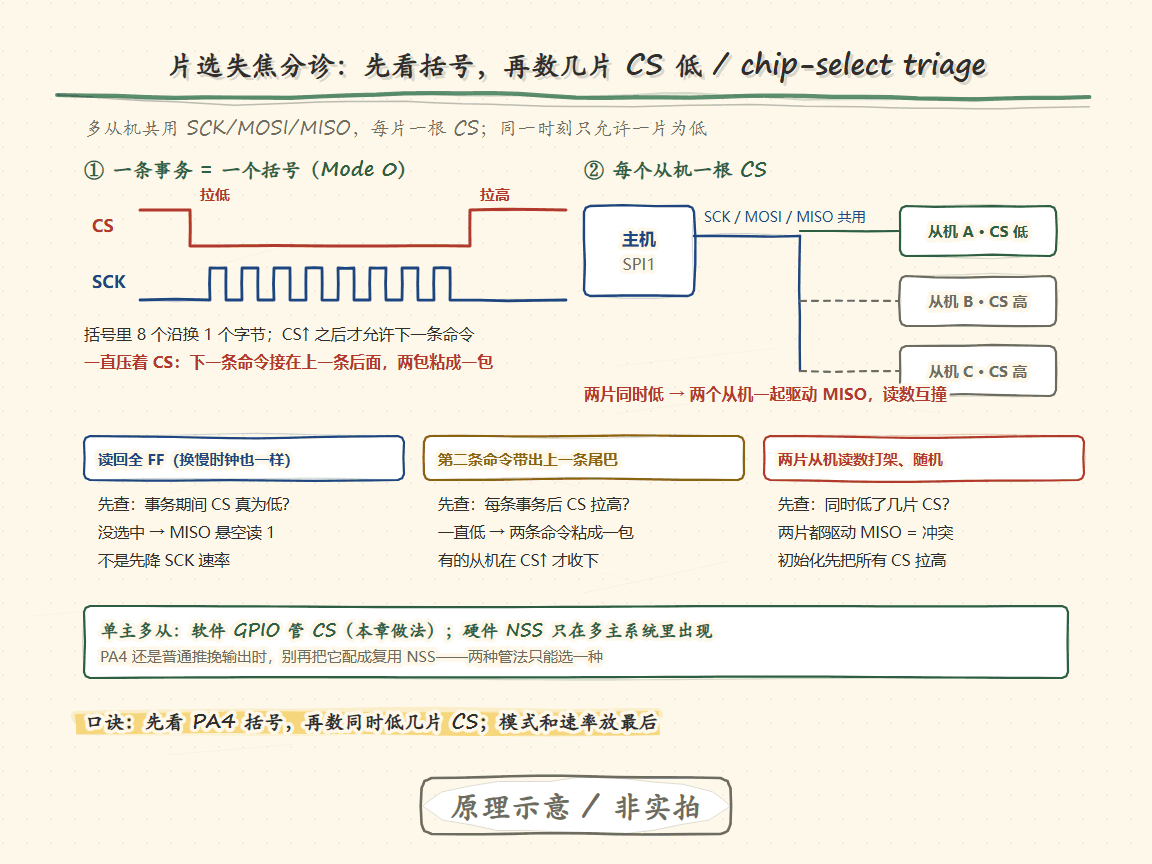 片选失焦分诊：先看括号，再数几片 CS 低 / chip-select triage
多从机共用 SCK/MOSI/MISO，每片一根 CS；同一时刻只允许一片为低
① 一条事务 = 一个括号（Mode 0）
拉低
拉高
CS
SCK
括号里 8 个沿换 1 个字节；CS↑ 之后才允许下一条命令
一直压着 CS：下一条命令接在上一条后面，两包粘成一包
② 每个从机一根 CS
主机
SPI1
SCK / MOSI / MISO 共用
从机 A · CS 低
从机 B · CS 高
从机 C · CS 高
两片同时低 → 两个从机一起驱动 MISO，读数互撞
读回全 FF（换慢时钟也一样）
先查：事务期间 CS 真为低？
没选中 → MISO 悬空读 1
不是先降 SCK 速率
第二条命令带出上一条尾巴
先查：每条事务后 CS 拉高？
一直低 → 两条命令粘成一包
有的从机在 CS↑ 才收下
两片从机读数打架、随机
先查：同时低了几片 CS？
两片都驱动 MISO = 冲突
初始化先把所有 CS 拉高
单主多从：软件 GPIO 管 CS（本章做法）；硬件 NSS 只在多主系统里出现
PA4 还是普通推挽输出时，别再把它配成复用 NSS——两种管法只能选一种
口诀：先看 PA4 括号，再数同时低几片 CS；模式和速率放最后
原理示意 / 非实拍